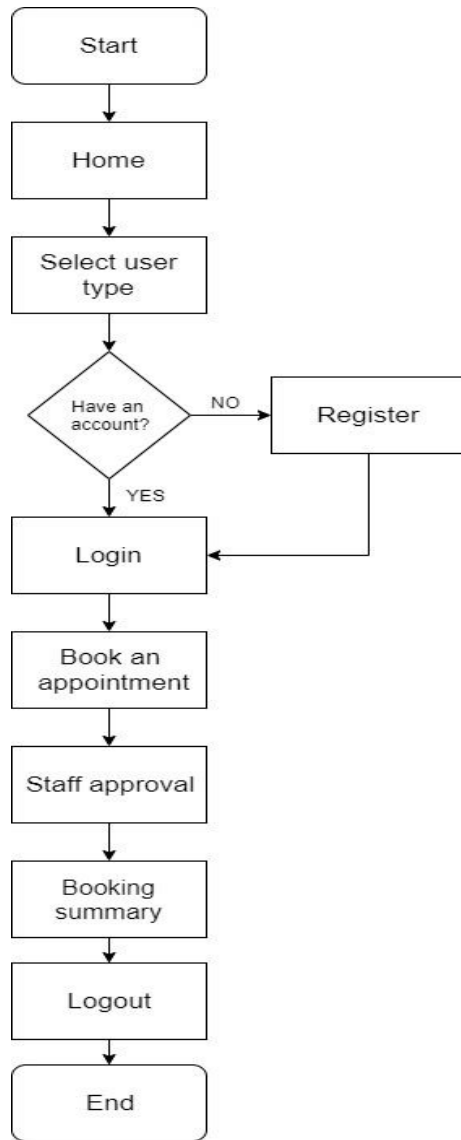 Start
Home
Select user
type
Have an
account?
NO
Register
YES
Login
Book an
appointment
Staff approval
Booking
summary
Logout
End